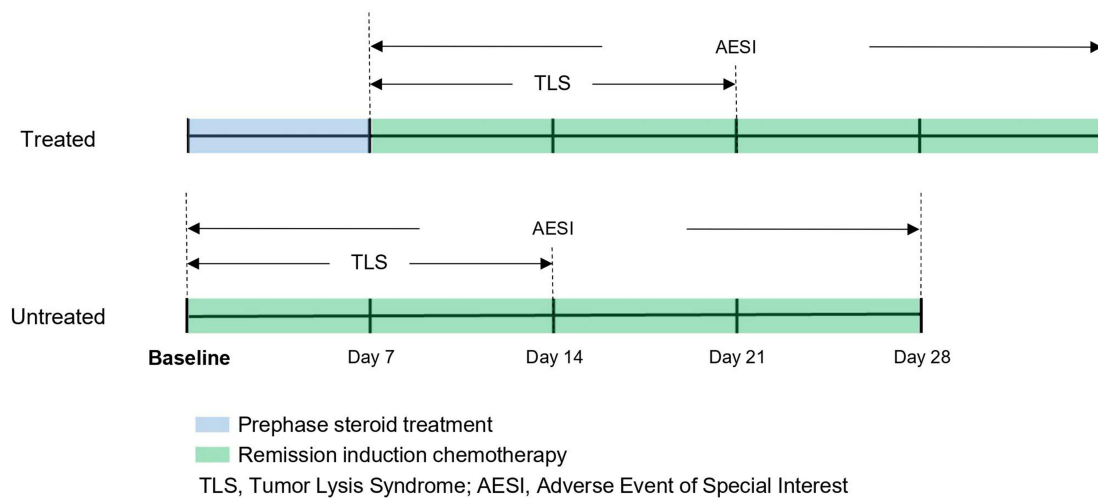 AESI
TLS
Treated
AESI
TLS
Untreated
Baseline Day 7 Day 14 Day 21 Day 28
Prephase steroid treatment
Remission induction chemotherapy
TLS, Tumor Lysis Syndrome; AESI, Adverse Event of Special Interest